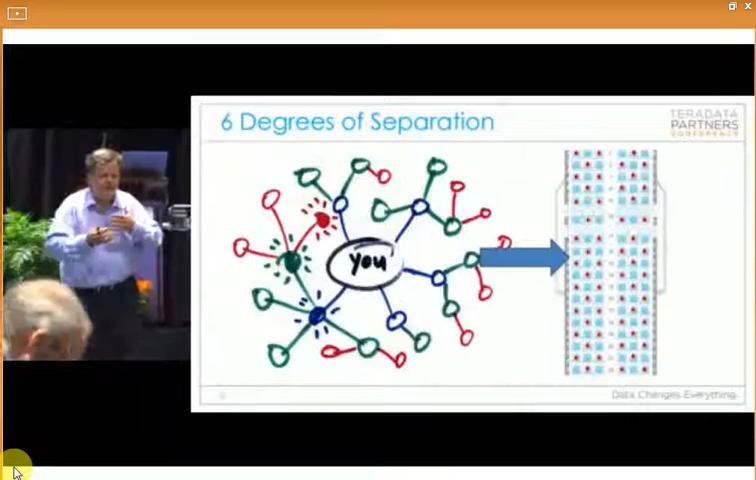 6 Degrees of Separation
TERADATA
PARTNERS
CONFERENCE
you
Data Changes Everything.